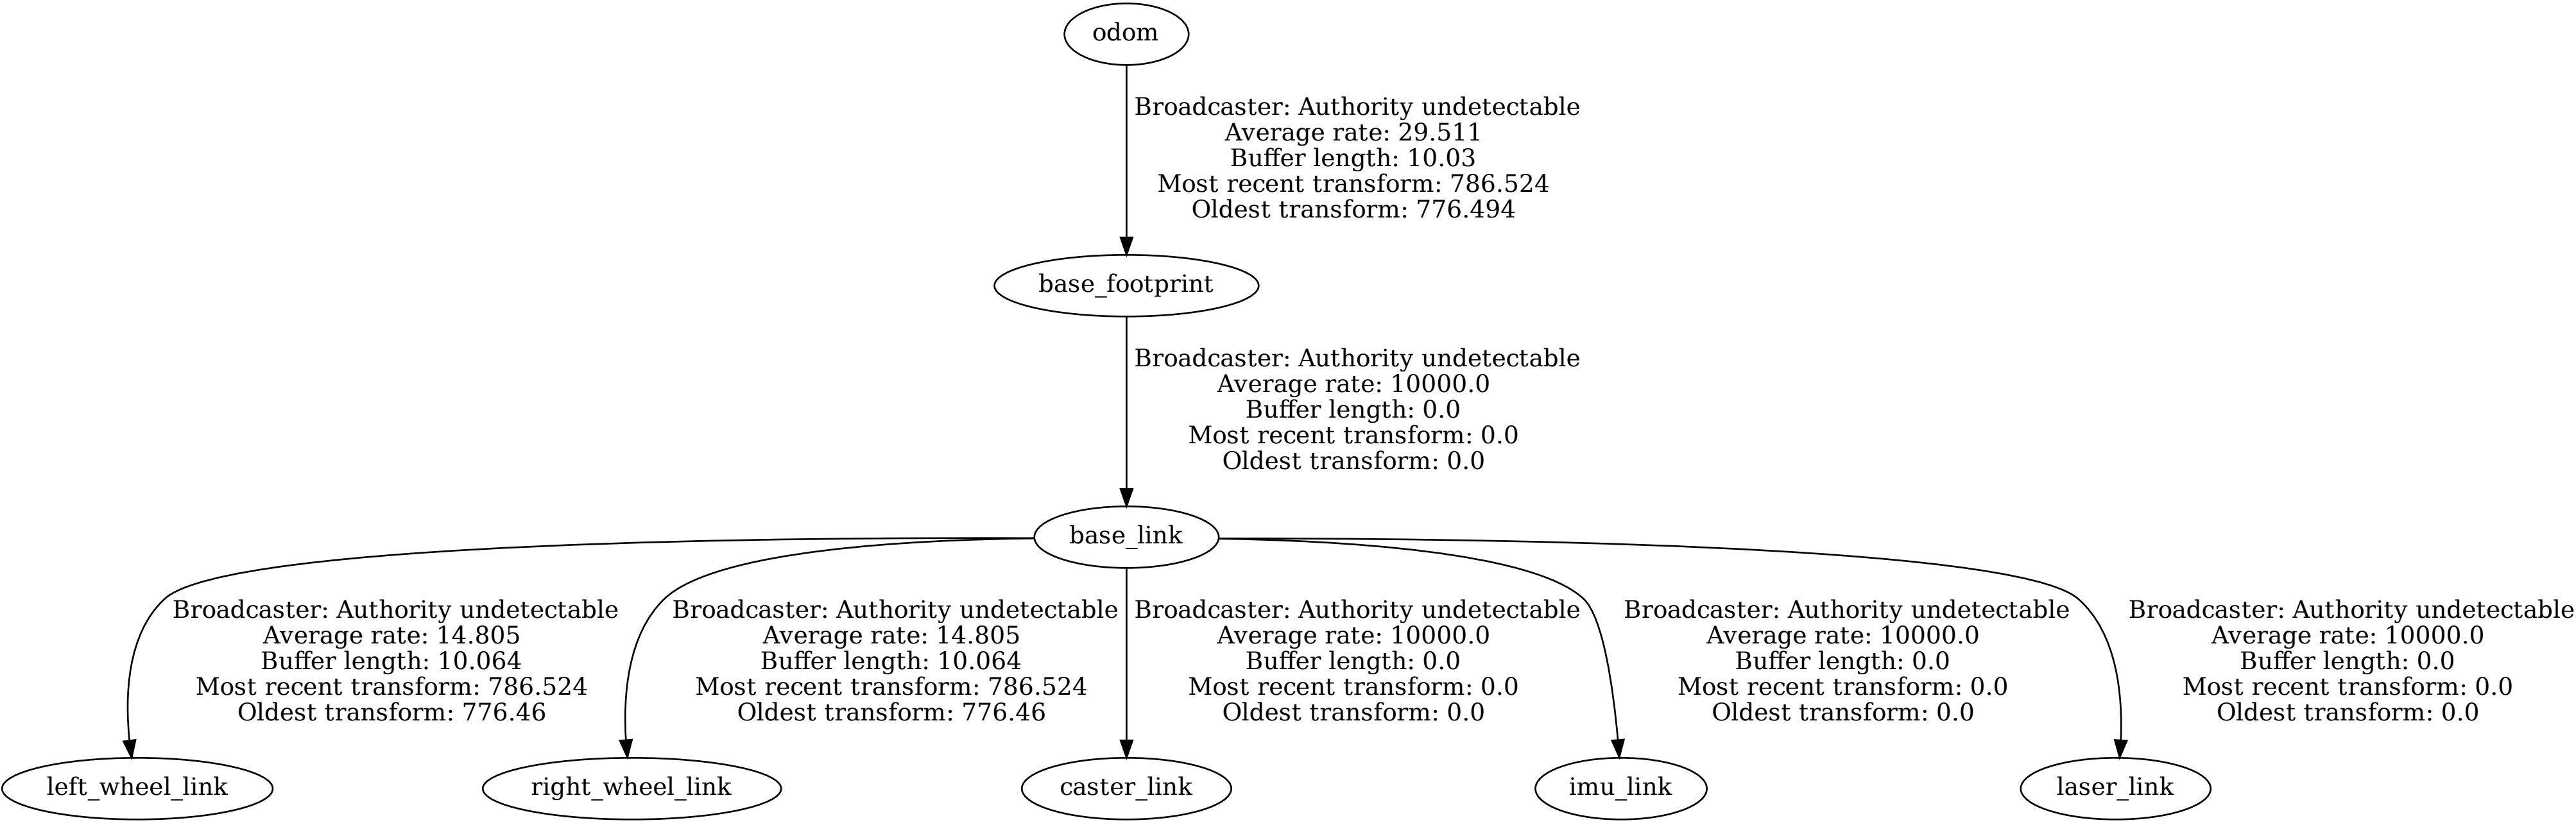 odom
Broadcaster: Authority undetectable
Average rate: 29.511
Buffer length: 10.03
Most recent transform: 786.524
Oldest transform: 776.494
base_footprint
Broadcaster: Authority undetectable
Average rate: 10000.0
Buffer length: 0.0
Most recent transform: 0.0
Oldest transform: 0.0
base_link
Broadcaster: Authority undetectable
Average rate: 14.805
Buffer length: 10.064
Most recent transform: 786.524
Oldest transform: 776.46
Broadcaster: Authority undetectable
Average rate: 14.805
Buffer length: 10.064
Most recent transform: 786.524
Oldest transform: 776.46
Broadcaster: Authority undetectable
Average rate: 10000.0
Buffer length: 0.0
Most recent transform: 0.0
Oldest transform: 0.0
Broadcaster: Authority undetectable
Average rate: 10000.0
Buffer length: 0.0
Most recent transform: 0.0
Oldest transform: 0.0
Broadcaster: Authority undetectable
Average rate: 10000.0
Buffer length: 0.0
Most recent transform: 0.0
Oldest transform: 0.0
left_wheel_link
right_wheel_link
caster_link
imu_link
laser_link